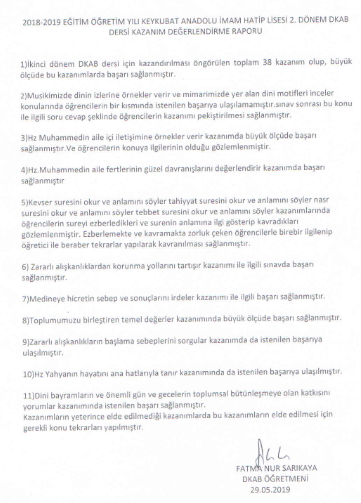 2018-2019 EĞİTİM ÖĞRETİM YILI KEYKUBAT ANADOLU İMAM HATİP LİSESİ 2. DÖNEM DKAB
DERSİ KAZANIM DEĞERLENDİRME RAPORU
1)İkinci dönem DKAB dersi için kazandırılması öngörülen toplam 38 kazanım olup, büyük
ölçüde bu kazanımlarda başarı sağlanmıştır.
2)Musikimizde dinin izlerine örnekler verir ve mimarimizde yer alan dini motifleri inceler
konularında öğrencilerin bir kısmında istenilen başarıya ulaşılamamıştır.sınav sonrası bu konu
ile ilgili soru cevap şeklinde öğrencilerin kazanımı pekiştirilmesi sağlanmıştır.
3)Hz Muhammedin aile içi iletişimine örnekler verir kazanımda büyük ölçüde başarı
sağlanmıştır.Ve öğrencilerin konuya ilgilerinin olduğu gözlemlenmiştir.
4)Hz.Muhammedin aile fertlerinin güzel davranışlarını değerlendirir kazanımda başarı
sağlanmıştır
5)Kevser suresini okur ve anlamını söyler tahiyyat suresini okur ve anlamını söyler nasr
suresini okur ve anlamını söyler tebbet suresini okur ve anlamını söyler kazanımlarında
öğrencilerin sureyi ezberledikleri ve surenin anlamına ilgi gösterip kavradıkları
gözlemlenmiştir. Ezberlemekte ve kavramakta zorluk çeken öğrencilerle birebir ilgilenip
öğretici ile beraber tekrarlar yapılarak kavranılması sağlanmıştır.
6) Zararlı alışkanlıklardan korunma yollarını tartışır kazanımı ile ilgili sınavda başarı
sağlanmıştır.
7)Medineye hicretin sebep ve sonuçlarını irdeler kazanımı ile ilgili başarı sağlanmıştır.
8)Toplumumuzu birleştiren temel değerler kazanımında büyük ölçüde başarı sağlanmıştır.
9)Zararlı alışkanlıkların başlama sebeplerini sorgular kazanımda da istenilen başarıya
ulaşılmıştır.
10)Hz Yahyanın hayatını ana hatlarıyla tanır kazanımında da istenilen başarıya ulaşılmıştır.
11)Dini bayramların ve önemli gün ve gecelerin toplumsal bütünleşmeye olan katkısını
yorumlar kazanımında istenilen başarı sağlanmıştır.
Kazanımların yeterince elde edilmediği kazanımlarda bu kazanımların elde edilmesi için
gerekli konu tekrarları yapılmıştır.
FATMA NUR SARIKAYA
DKAB ÖĞRETMENİ
29.05.2019